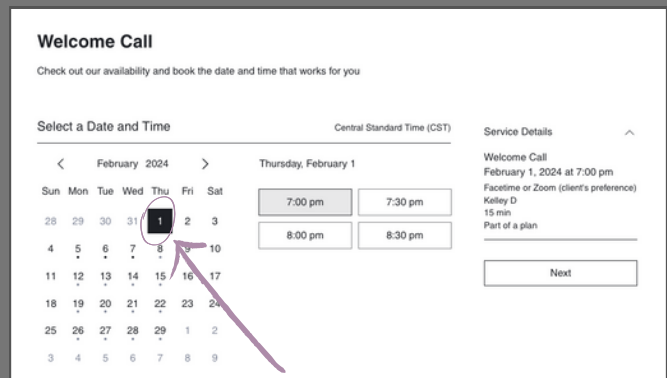 Welcome Call
Check out our availability and book the date and time that works for you
Select a Date and Time
Central Standard Time (CST)
February 2024
Sun Mon Tue Wed Thu Fri Sat
28 29 30 31 1 2 3
4 5 6 7 8 9 10
11 12 13 14 15 16 17
18 19 20 21 22 23 24
25 26 27 28 29 1 2
3 4 5 6 7 8 9
Thursday, February 1
7:00 pm 7:30 pm
8:00 pm 8:30 pm
Service Details
Welcome Call
February 1, 2024 at 7:00 pm
Facetime or Zoom (client's preference)
Kelley D
15 min
Part of a plan
Next